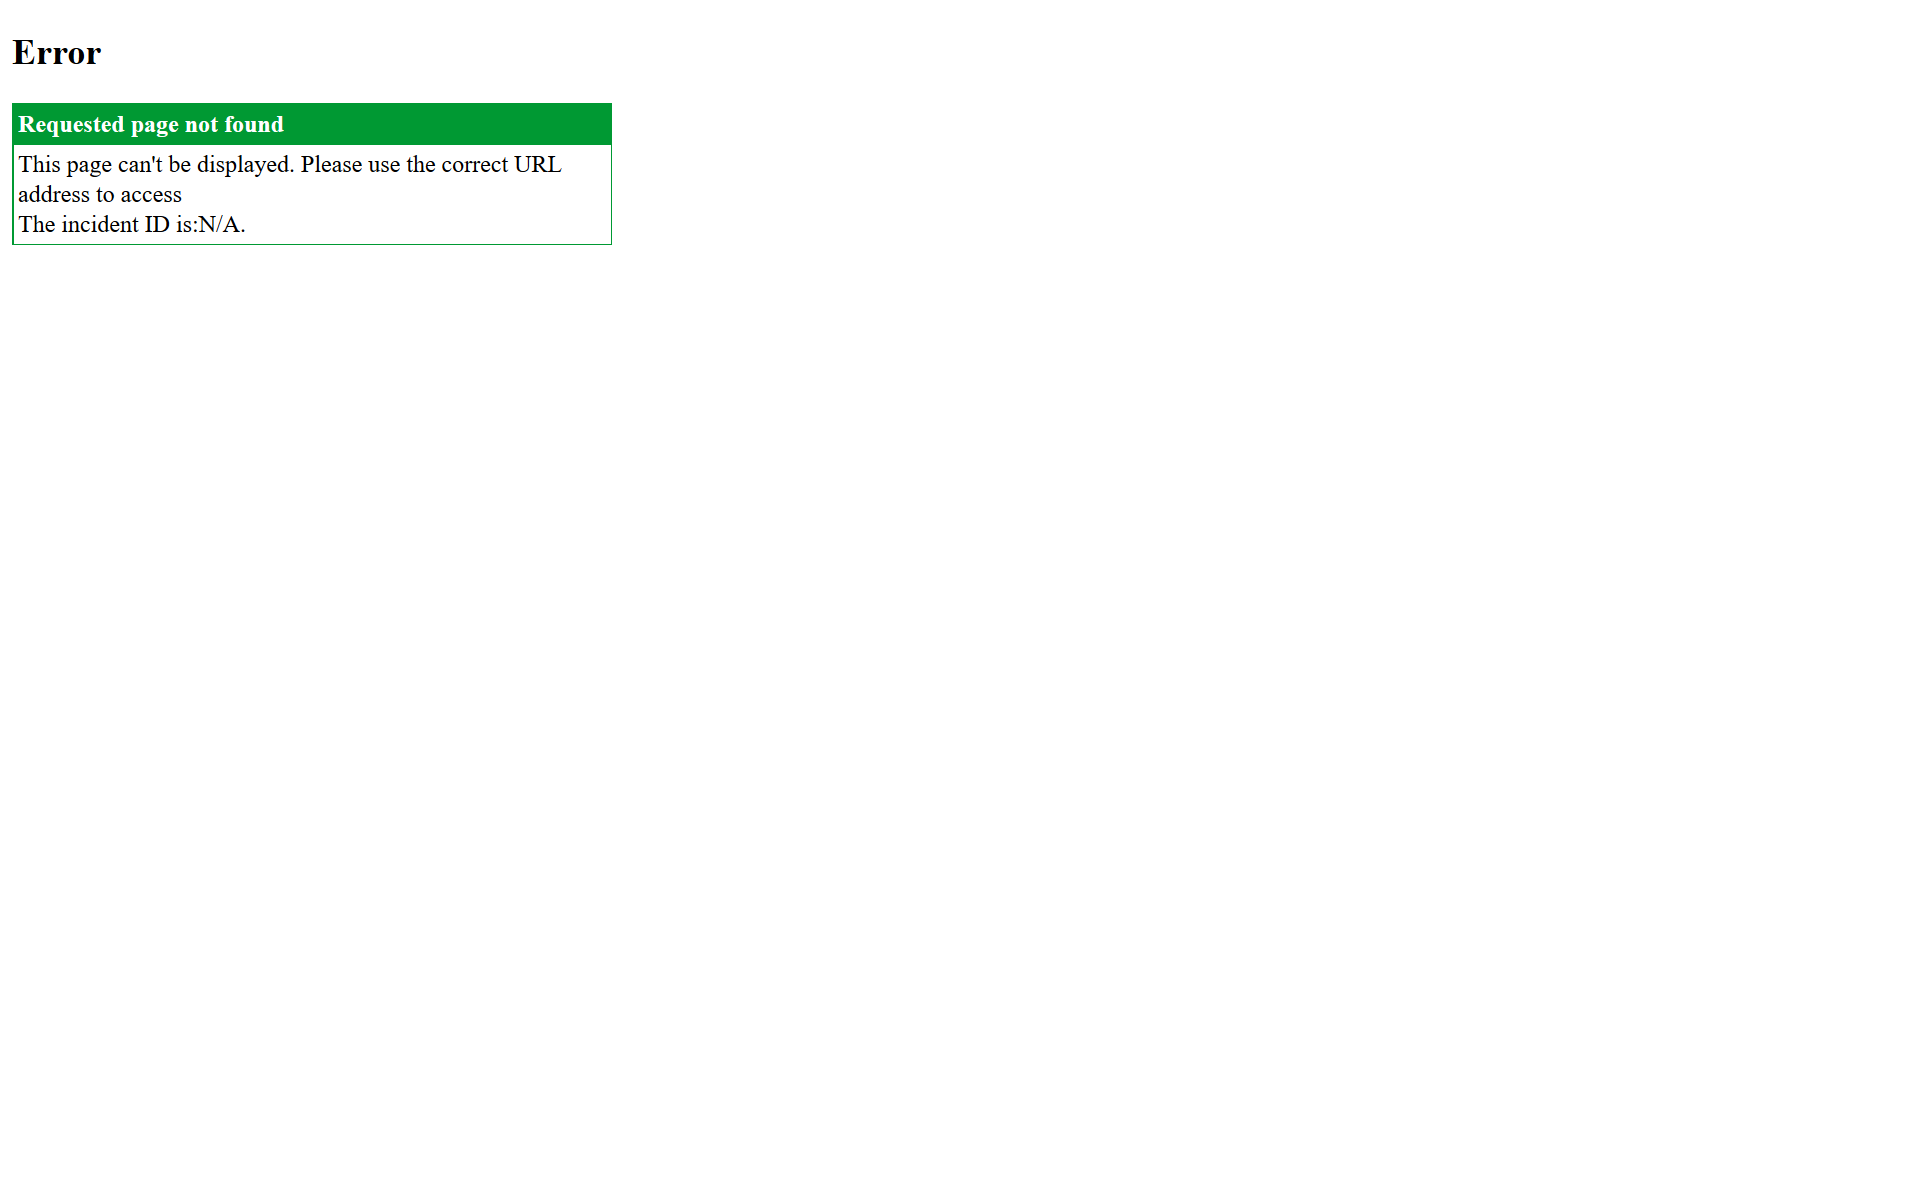 Error
Requested page not found
This page can't be displayed. Please use the correct URL
address to access
The incident ID is:N/A.